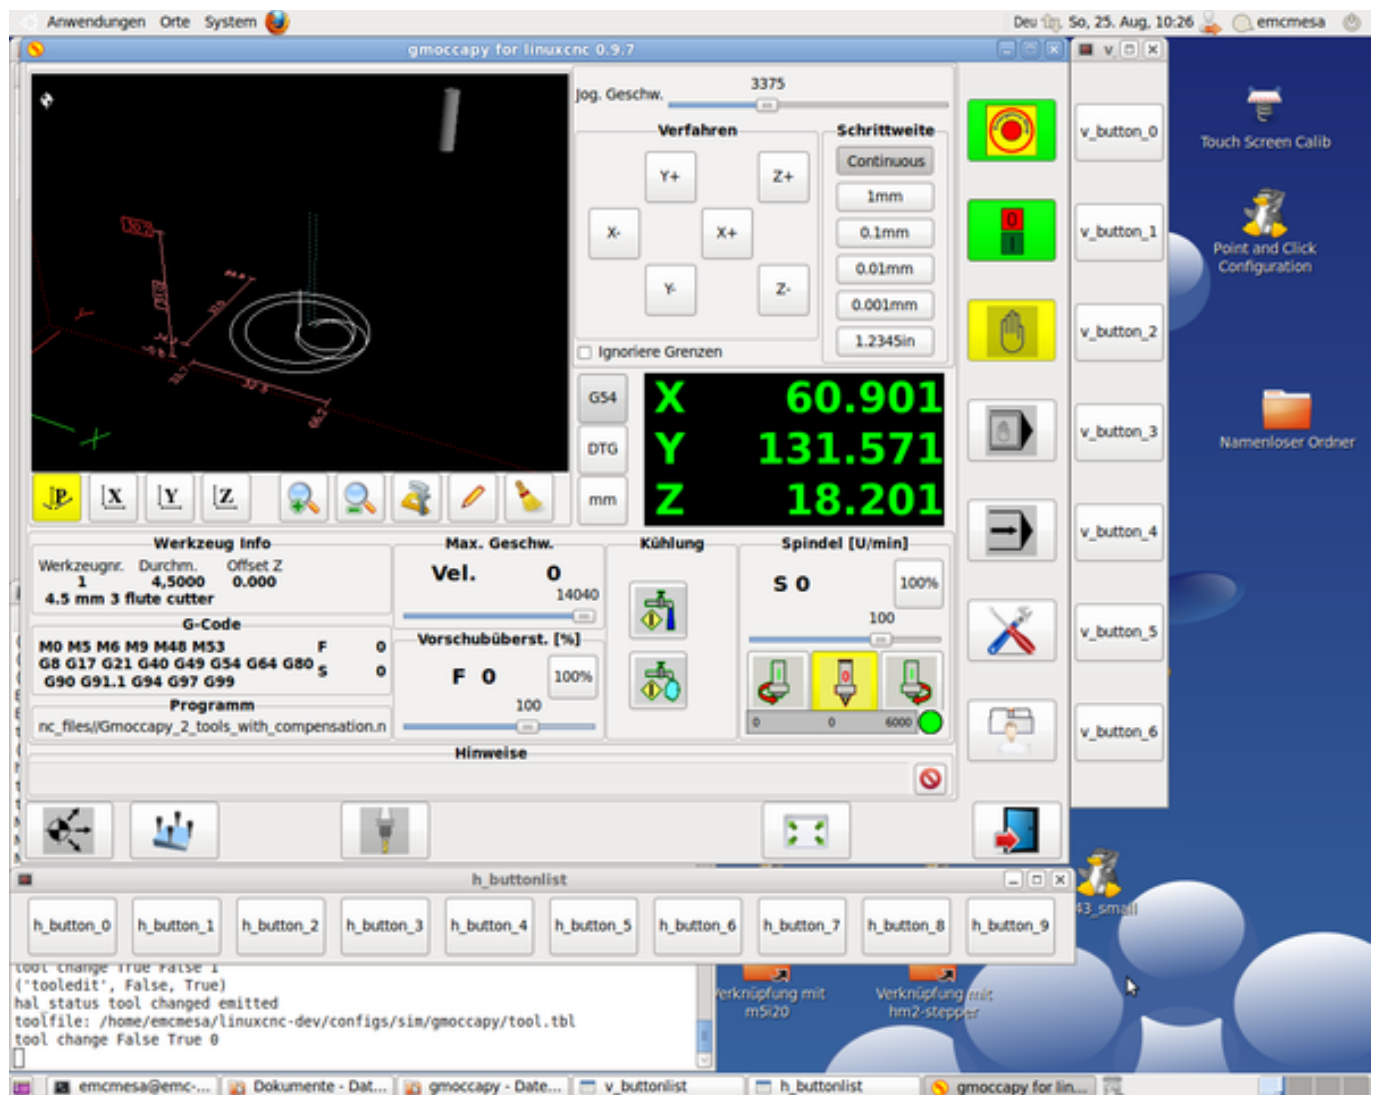 Anwendungen Orte System
Deu So, 25. Aug, 10:26 emcmesa
gmoccapy for linuxcnc 0.9.7
v
Jog. Geschw. 3375
Verfahren
Schrittweite
Y+ Z+
X- X+
Y- Z-
Continuous
1mm
0.1mm
0.01mm
0.001mm
1.2345in
Ignoriere Grenzen
G54
DTG
mm
X 60.901
Y 131.571
Z 18.201
X
P X Y Z
Werkzeug Info
Werkzeugnr. Durchm. Offset Z
1 4,5000 0.000
4.5 mm 3 flute cutter
G-Code
M0 M5 M6 M9 M48 M53 F 0
G8 G17 G21 G40 G49 G54 G64 G80 S 0
G90 G91.1 G94 G97 G99
Programm
nc_files//Gmoccapy_2_tools_with_compensation.n
Max. Geschw.
Vel. 0
14040
Vorschubüberst. [%]
F 0 100%
100
Kühlung
Spindel [U/min]
S 0 100%
100
0 0 6000
Hinweise
v_button_0
v_button_1
v_button_2
v_button_3
v_button_4
v_button_5
v_button_6
Touch Screen Calib
Point and Click
Configuration
Namenloser Ordner
43_small
h_buttonlist
h_button_0 h_button_1 h_button_2 h_button_3 h_button_4 h_button_5 h_button_6 h_button_7 h_button_8 h_button_9
tool change True False 1
('tooledit', False, True)
hal status tool changed emitted
toolfile: /home/emcmesa/linuxcnc-dev/configs/sim/gmoccapy/tool.tbl
tool change False True 0
Verknüpfung mit
m5i20
Verknüpfung mit
hm2-stepper
emcmesa@emc-... Dokumente - Dat... gmoccapy - Date... v_buttonlist h_buttonlist gmoccapy for lin...